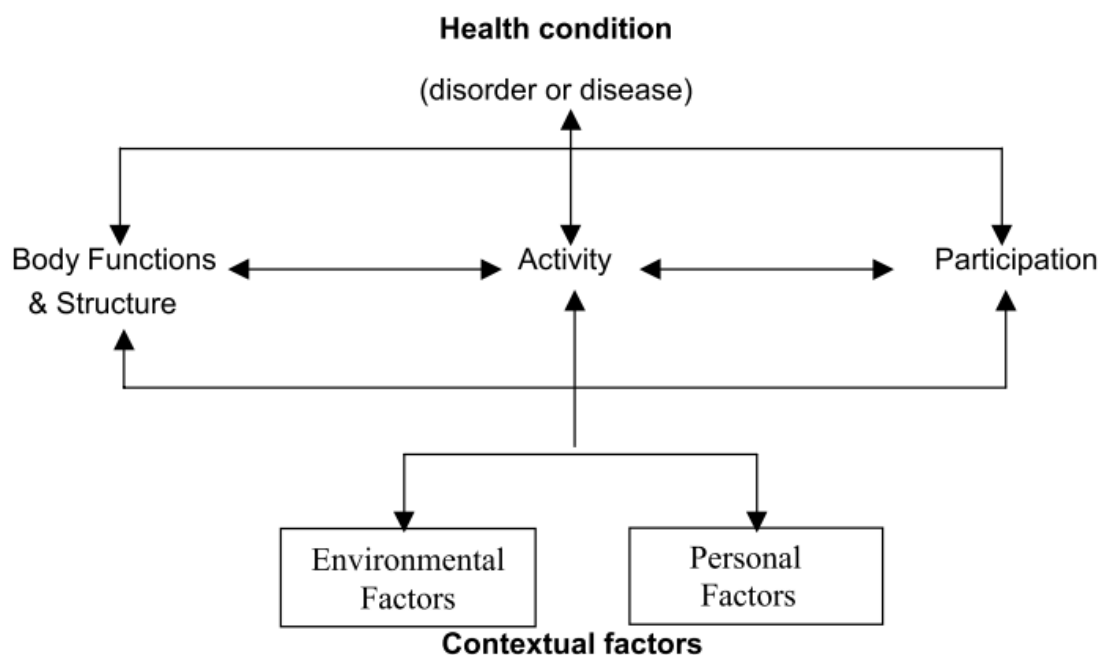 Health condition
(disorder or disease)
Body Functions
& Structure
Activity
Participation
Environmental
Factors
Personal
Factors
Contextual factors